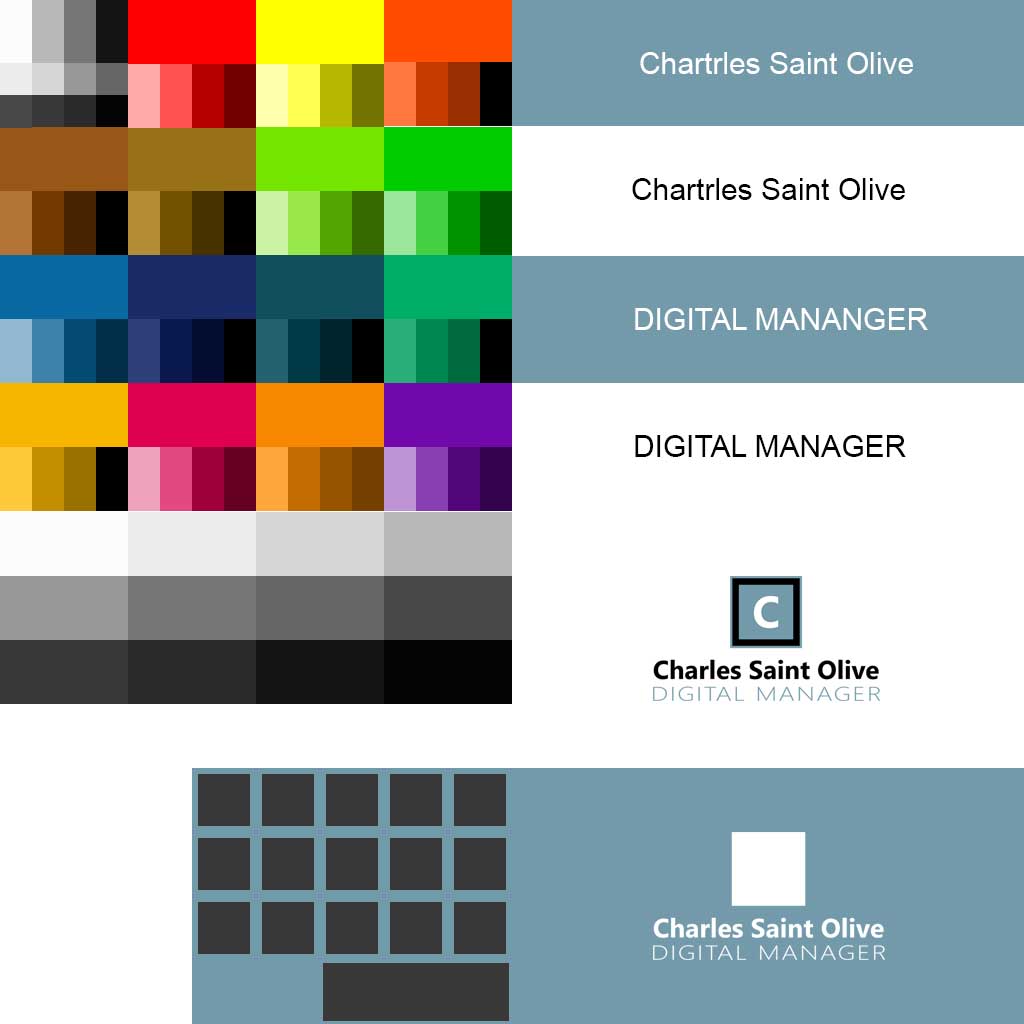 Chartrles Saint Olive
Chartrles Saint Olive
DIGITAL MANANGER
DIGITAL MANAGER
C
Charles Saint Olive
DIGITAL MANAGER
Charles Saint Olive
DIGITAL MANAGER